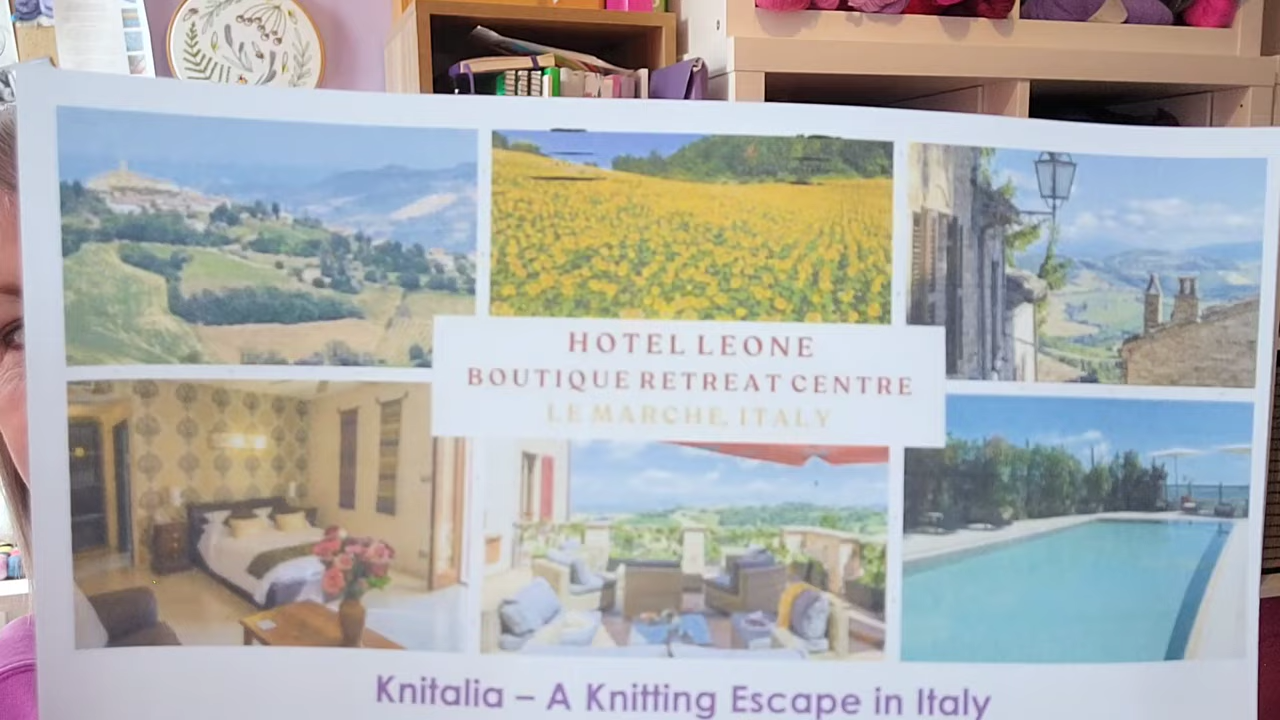 HOTEL LEONE
BOUTIQUE RETREAT CENTRE
LE MARCHE, ITALY
Knitalia – A Knitting Escape in Italy